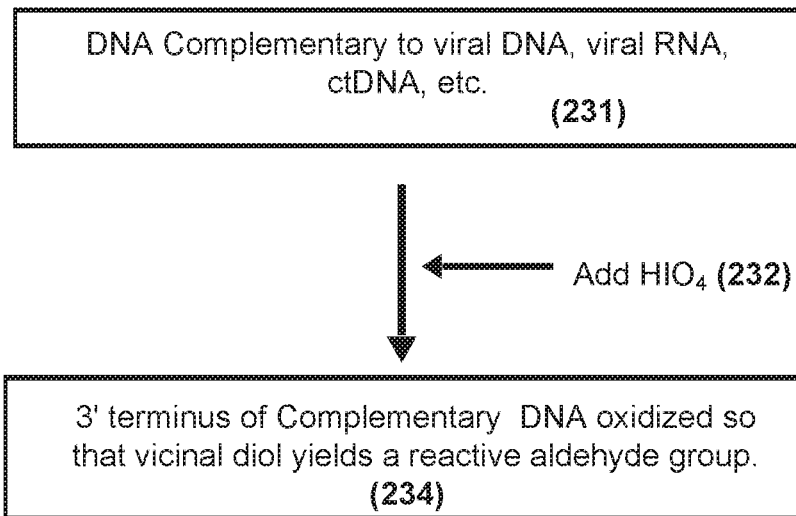 DNA Complementary to viral DNA, viral RNA,
ctDNA, etc.
(231)
Add HIO₄ (232)
3' terminus of Complementary DNA oxidized so
that vicinal diol yields a reactive aldehyde group.
(234)